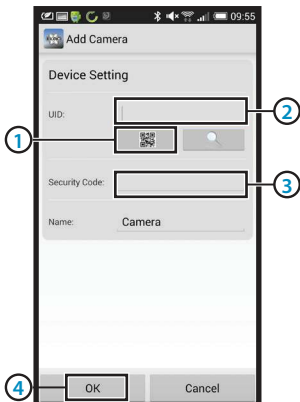 09:55
Add Camera
Device Setting
UID:
2
1
Security Code:
3
Name: Camera
4
OK Cancel